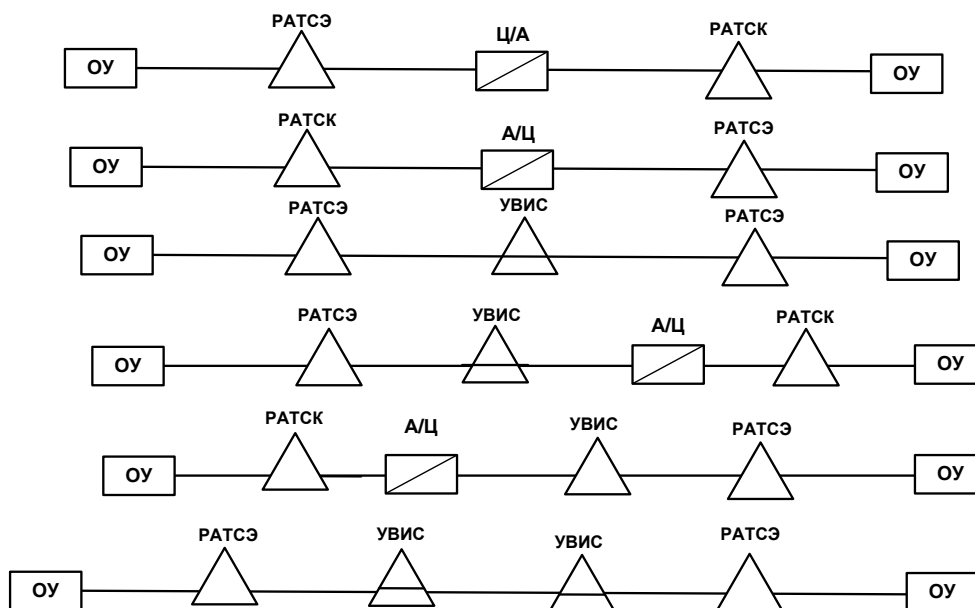 РАТСЭ Ц/А РАТСК
ОУ ОУ
РАТСК А/Ц РАТСЭ
ОУ ОУ
РАТСЭ УВИС РАТСЭ
ОУ ОУ
РАТСЭ УВИС А/Ц РАТСК
ОУ ОУ
РАТСК А/Ц УВИС РАТСЭ
ОУ ОУ
РАТСЭ УВИС УВИС РАТСЭ
ОУ ОУ